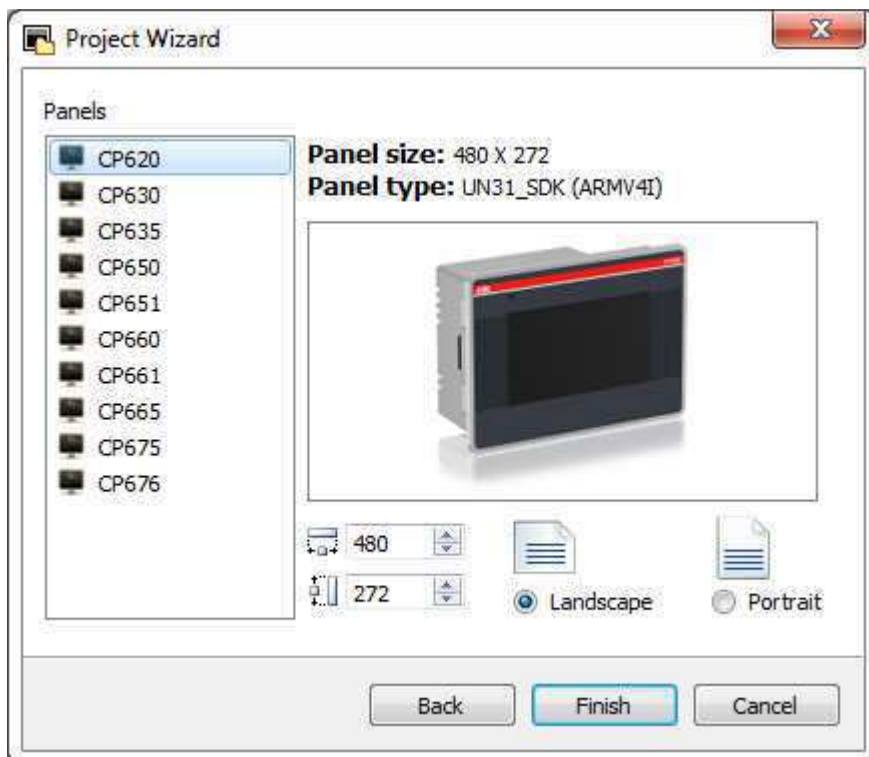 Project Wizard
Panels
CP620
CP630
CP635
CP650
CP651
CP660
CP661
CP665
CP675
CP676
Panel size: 480 X 272
Panel type: UN31_SDK (ARMV4I)
480
272
Landscape
Portrait
Back
Finish
Cancel